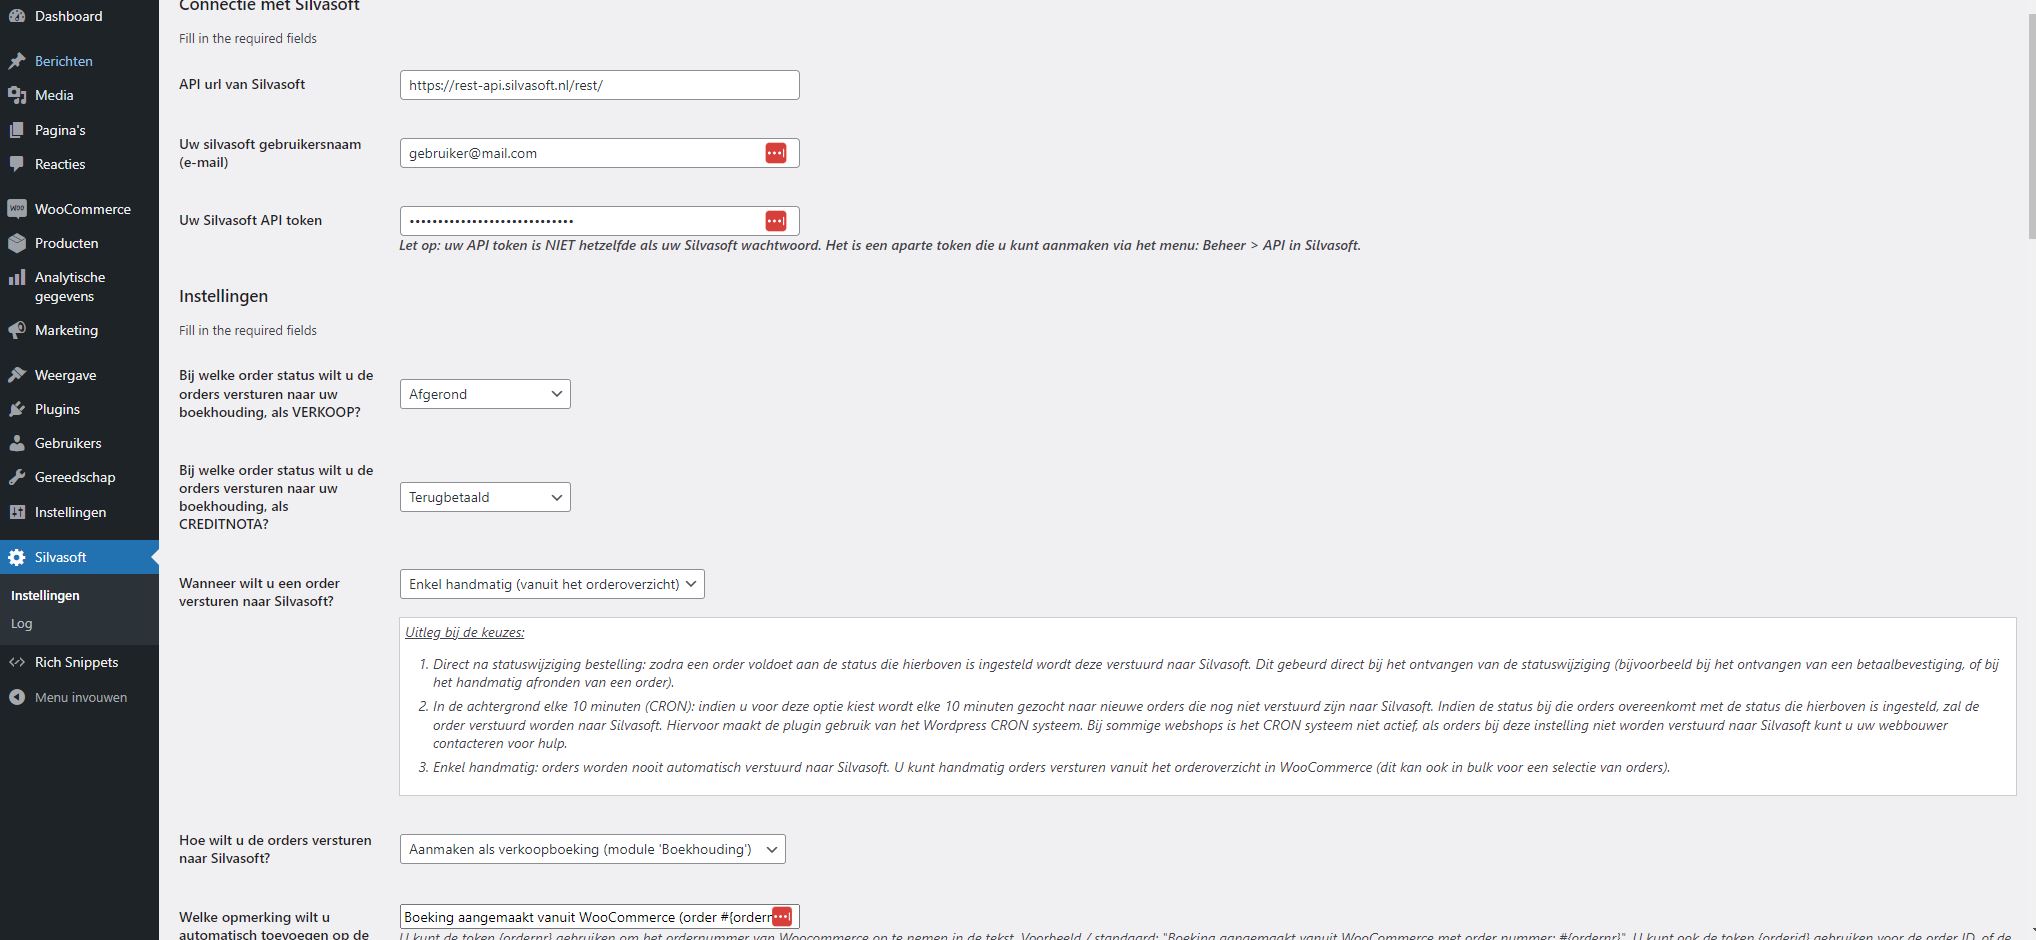 Dashboard
Berichten
Media
Pagina's
Reacties
WooCommerce
Producten
Analytische
gegevens
Marketing
Weergave
Plugins
Gebruikers
Gereedschap
Instellingen
Silvasoft
Instellingen
Log
Rich Snippets
Menu invouwen
Connectie met Silvasoft
Fill in the required fields
API url van Silvasoft
https://rest-api.silvasoft.nl/rest/
Uw silvasoft gebruikersnaam
(e-mail)
gebruiker@mail.com
Uw Silvasoft API token
•••••••••••••••••••••••••••••
Let op: uw API token is NIET hetzelfde als uw Silvasoft wachtwoord. Het is een aparte token die u kunt aanmaken via het menu: Beheer > API in Silvasoft.
Instellingen
Fill in the required fields
Bij welke order status wilt u de
orders versturen naar uw
boekhouding, als VERKOOP?
Afgerond
Bij welke order status wilt u de
orders versturen naar uw
boekhouding, als
CREDITNOTA?
Terugbetaald
Wanneer wilt u een order
versturen naar Silvasoft?
Enkel handmatig (vanuit het orderoverzicht)
Uitleg bij de keuzes:
1. Direct na statuswijziging bestelling: zodra een order voldoet aan de status die hierboven is ingesteld wordt deze verstuurd naar Silvasoft. Dit gebeurd direct bij het ontvangen van de statuswijziging (bijvoorbeeld bij het ontvangen van een betaalbevestiging, of bij
het handmatig afronden van een order).
2. In de achtergrond elke 10 minuten (CRON): indien u voor deze optie kiest wordt elke 10 minuten gezocht naar nieuwe orders die nog niet verstuurd zijn naar Silvasoft. Indien de status bij die orders overeenkomt met de status die hierboven is ingesteld, zal de
order verstuurd worden naar Silvasoft. Hiervoor maakt de plugin gebruik van het Wordpress CRON systeem. Bij sommige webshops is het CRON systeem niet actief, als orders bij deze instelling niet worden verstuurd naar Silvasoft kunt u uw webbouwer
contacteren voor hulp.
3. Enkel handmatig: orders worden nooit automatisch verstuurd naar Silvasoft. U kunt handmatig orders versturen vanuit het orderoverzicht in WooCommerce (dit kan ook in bulk voor een selectie van orders).
Hoe wilt u de orders versturen
naar Silvasoft?
Aanmaken als verkoopboeking (module 'Boekhouding')
Welke opmerking wilt u
automatisch toevoegen op de
Boeking aangemaakt vanuit WooCommerce (order #{ordern
U kunt de token {ordernr} gebruiken om het ordernummer van Woocommerce op te nemen in de tekst. Voorbeeld / standaard: "Boeking aangemaakt vanuit WooCommerce met order nummer: #{ordernr}". U kunt ook de token {orderid} gebruiken voor de order ID, of de